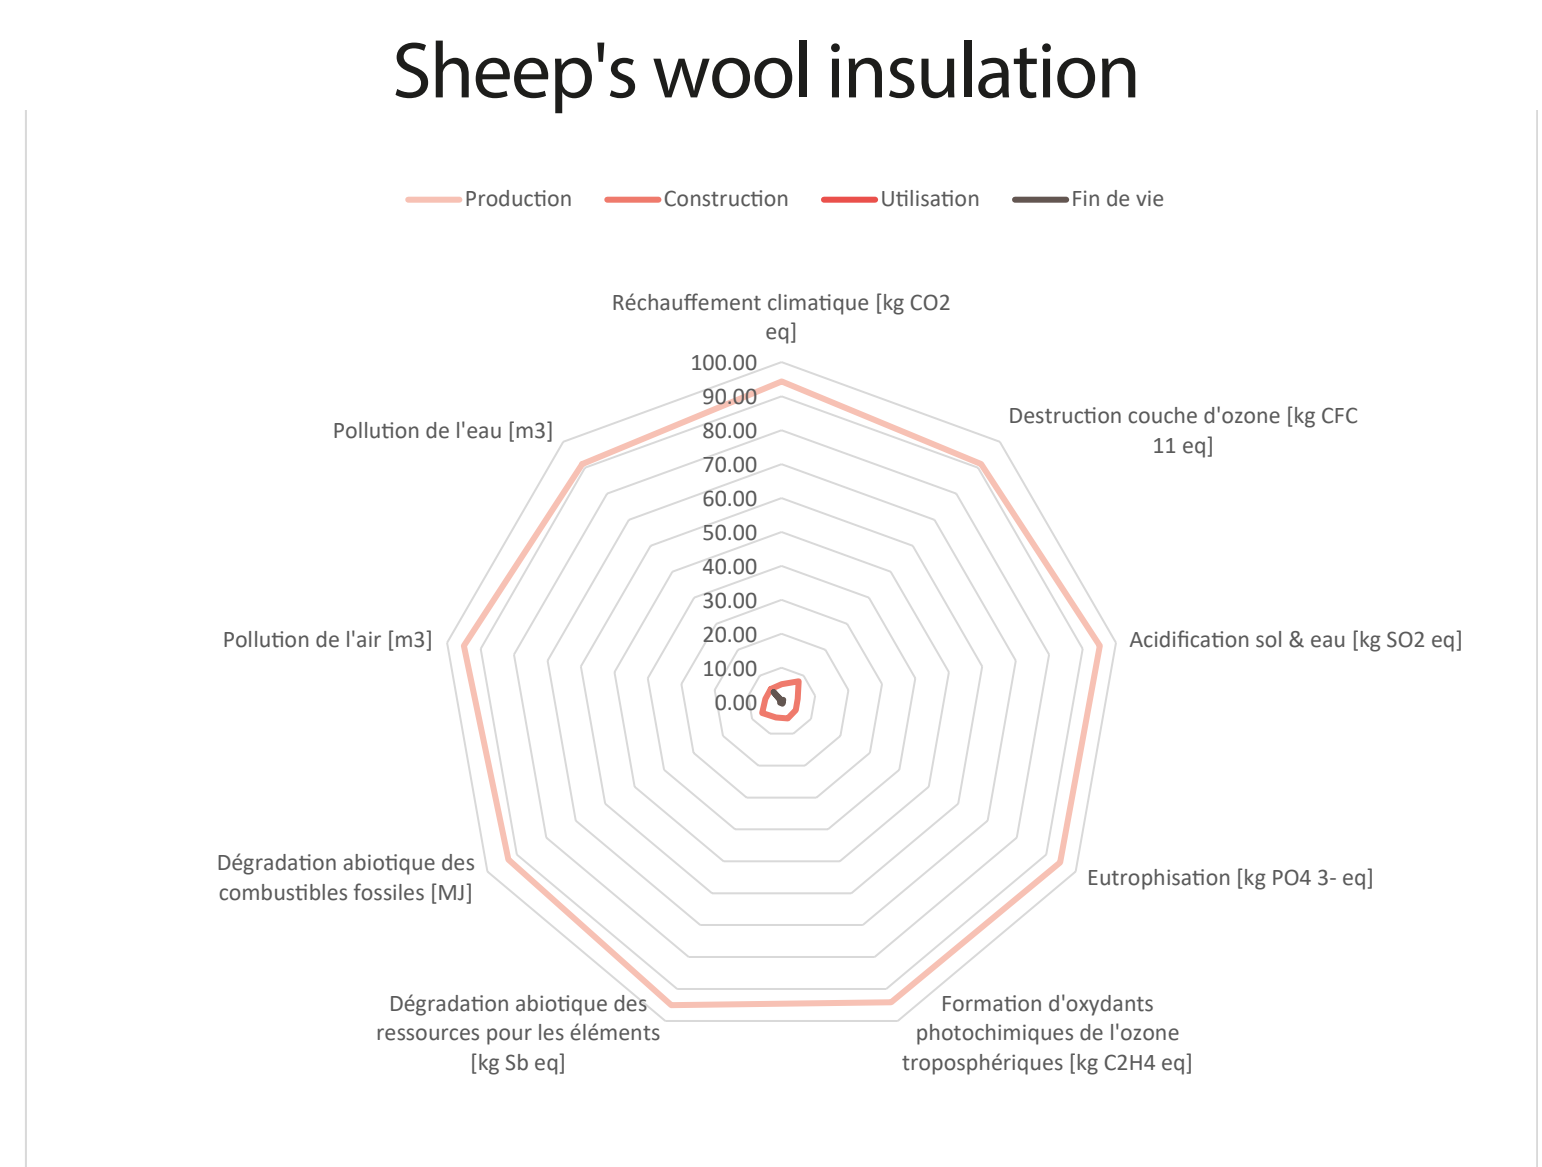 Sheep's wool insulation
Production
Construction
Utilisation
Fin de vie
Réchauffement climatique [kg CO2
eq]
100.00
90.00
80.00
70.00
60.00
50.00
40.00
30.00
20.00
10.00
0.00
Destruction couche d'ozone [kg CFC
11 eq]
Acidification sol & eau [kg SO2 eq]
Eutrophisation [kg PO4 3- eq]
Formation d'oxydants
photochimiques de l'ozone
troposphériques [kg C2H4 eq]
Dégradation abiotique des
ressources pour les éléments
[kg Sb eq]
Dégradation abiotique des
combustibles fossiles [MJ]
Pollution de l'air [m3]
Pollution de l'eau [m3]